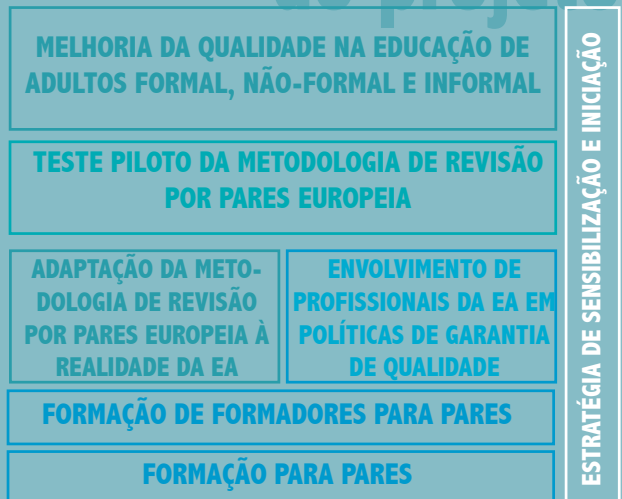 do projeto
MELHORIA DA QUALIDADE NA EDUCAÇÃO DE
ADULTOS FORMAL, NÃO-FORMAL E INFORMAL
TESTE PILOTO DA METODOLOGIA DE REVISÃO
POR PARES EUROPEIA
ADAPTAÇÃO DA METO-
DOLOGIA DE REVISÃO
POR PARES EUROPEIA À
REALIDADE DA EA
ENVOLVIMENTO DE
PROFISSIONAIS DA EA EM
POLÍTICAS DE GARANTIA
DE QUALIDADE
FORMAÇÃO DE FORMADORES PARA PARES
FORMAÇÃO PARA PARES
ESTRATÉGIA DE SENSIBILIZAÇÃO E INICIAÇÃO